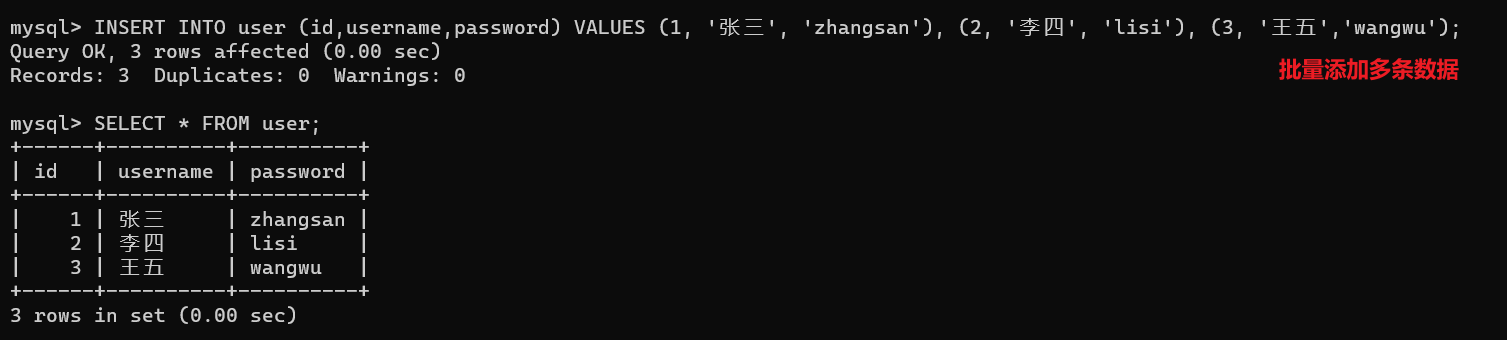 mysql> INSERT INTO user (id,username,password) VALUES (1, '张三', 'zhangsan'), (2, '李四', 'lisi'), (3, '王五','wangwu');
Query OK, 3 rows affected (0.00 sec)
Records: 3  Duplicates: 0  Warnings: 0
批量添加多条数据
mysql> SELECT * FROM user;
+------+----------+----------+
| id   | username | password |
+------+----------+----------+
|    1 | 张三     | zhangsan |
|    2 | 李四     | lisi     |
|    3 | 王五     | wangwu   |
+------+----------+----------+
3 rows in set (0.00 sec)